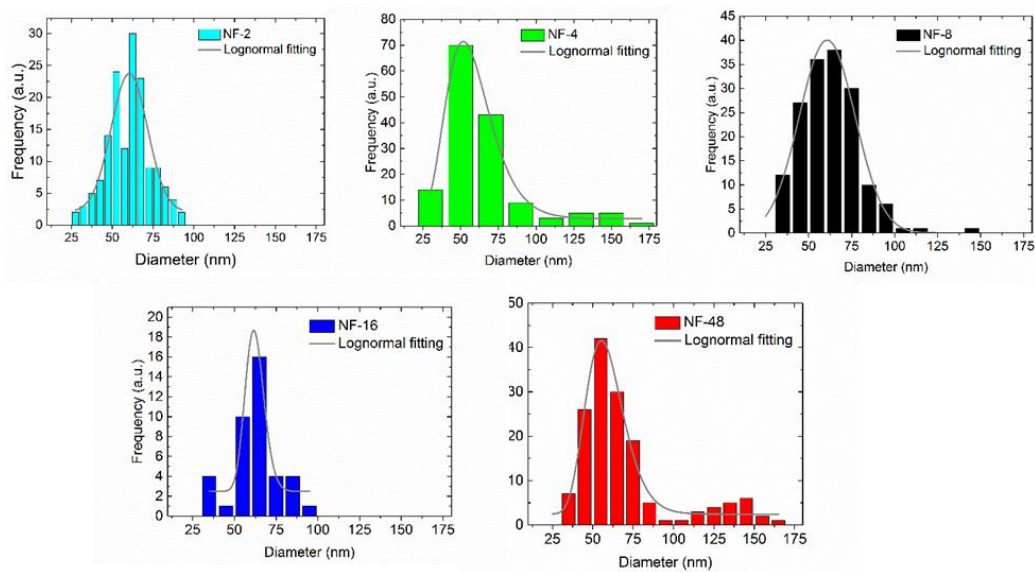 NF-2
Lognormal fitting
Frequency (a.u.)
30
25
20
15
10
5
0
25 50 75 100 125 150 175
Diameter (nm)
NF-4
Lognormal fitting
Frequency (a.u.)
80
60
40
20
0
25 50 75 100 125 150 175
Diameter (nm)
NF-8
Lognormal fitting
Frequency (a.u.)
45
40
35
30
25
20
15
10
5
0
25 50 75 100 125 150 175
Diameter (nm)
NF-16
Lognormal fitting
Frequency (a.u.)
20
18
16
14
12
10
8
6
4
2
0
25 50 75 100 125 150 175
Diameter (nm)
NF-48
Lognormal fitting
Frequency (a.u.)
50
40
30
20
10
0
25 50 75 100 125 150 175
Diameter (nm)